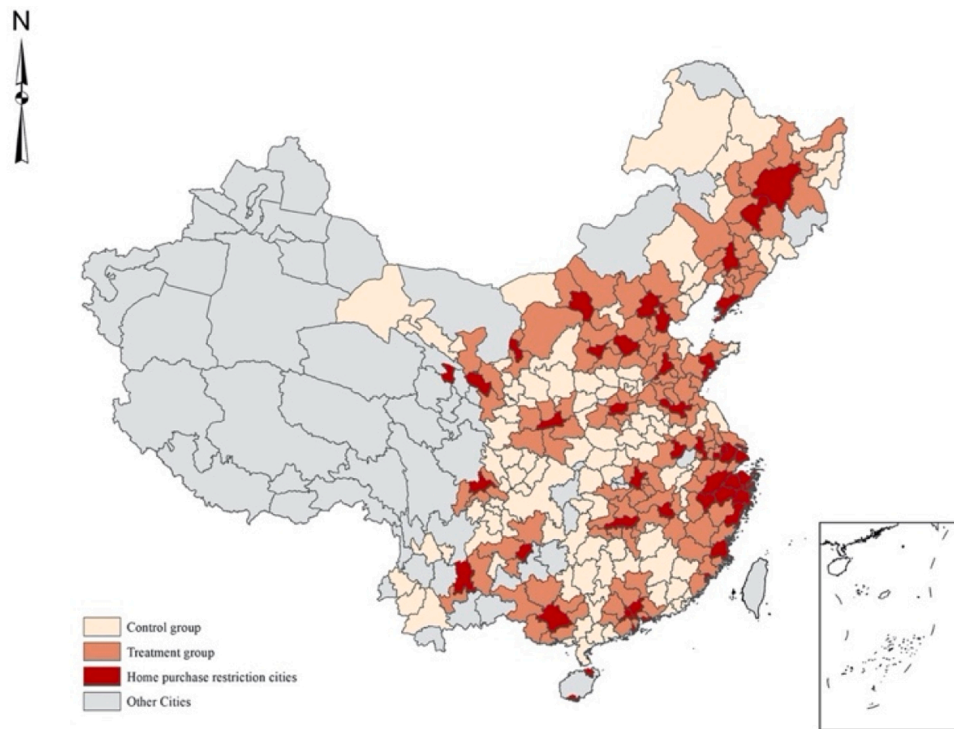 N
Control group
Treatment group
Home purchase restriction cities
Other Cities